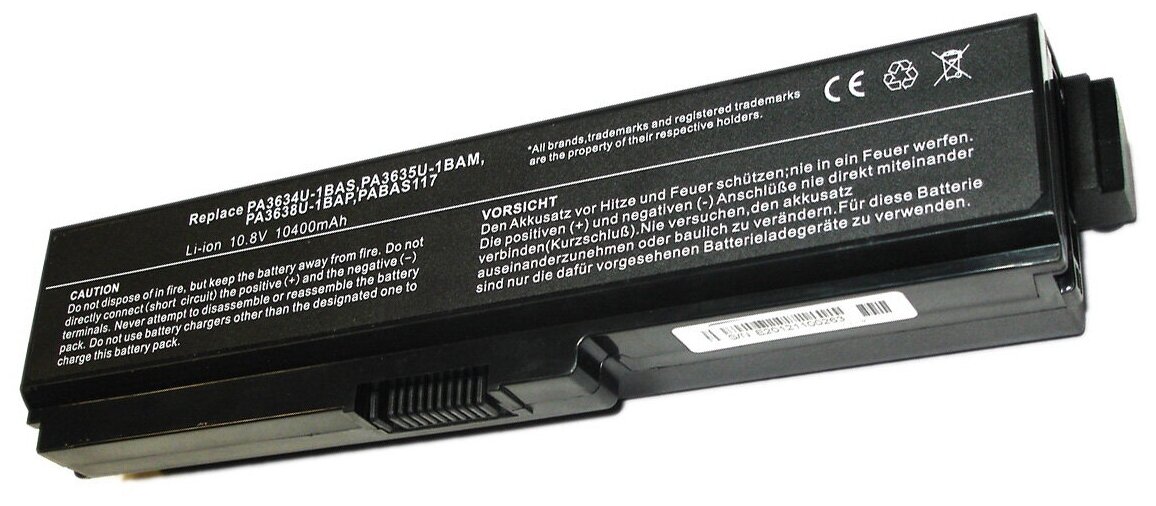 Replace PA3634U-1BAS,PA3635U-1BAM,
PA3638U-1BAP,PABAS117
Li-ion 10.8V 10400mAh
CAUTION
Do not dispose of in fire, but keep the battery away from fire. Do not
directly connect (short circuit) the positive (+) and the negative (-)
terminals. Never attempt to disassemble or reassemble the battery
pack. Do not use battery chargers other than the designated one to
charge this battery pack.
*All brands,trademarks and registered trademarks
are the property of their respective holders.
CE
VORSICHT
Den Akkusatz vor Hitze und Feuer schützen;nie in ein Feuer werfen.
Die positiven (+) und negativen (-) Anschlüße nie direkt miteinander
verbinden(Kurzschluß).Nie versuchen,den Akkusatz
auseinanderzunehmen oder baulich zu verändern.Für diese Batterie
sind nur die dafür vorgesehenen Batterieladegeräte zu verwenden.
S/N E20121100263